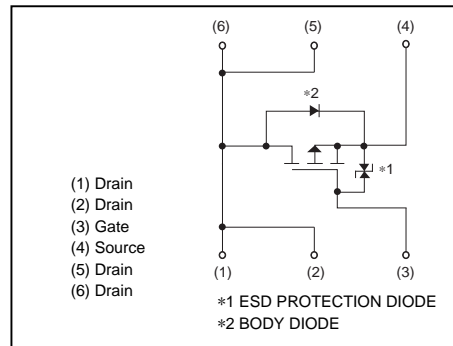 (6) (5) (4)
∗2
∗1
(1) Drain
(2) Drain
(3) Gate
(4) Source
(5) Drain
(6) Drain
(1) (2) (3)
∗1 ESD PROTECTION DIODE
∗2 BODY DIODE